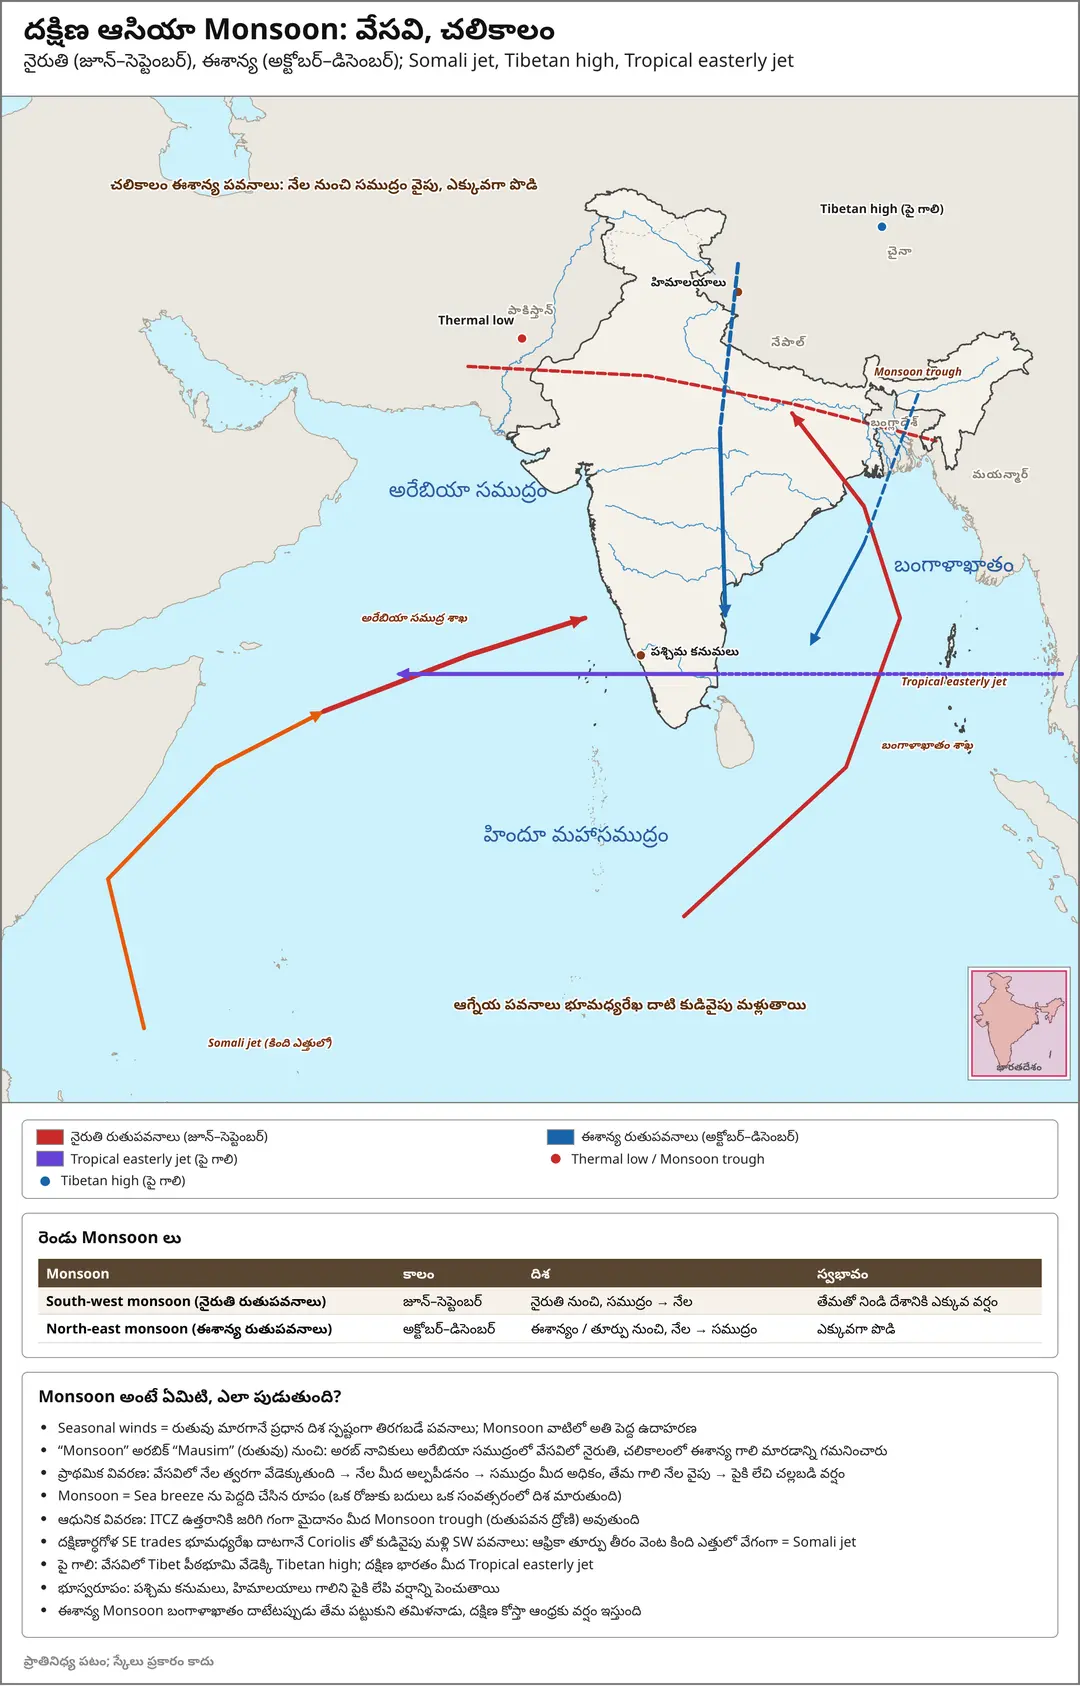 దక్షిణ ఆసియా Monsoon: వేసవి, చలికాలం
నైరుతి (జూన్–సెప్టెంబర్), ఈశాన్య (అక్టోబర్–డిసెంబర్); Somali jet, Tibetan high, Tropical easterly jet
చలికాలం ఈశాన్య పవనాలు: నేల నుంచి సముద్రం వైపు, ఎక్కువగా పొడి
Tibetan high (పై గాలి)
చైనా
హిమాలయాలు
పాకిస్తాన్
Thermal low
నేపాల్
Monsoon trough
బంగ్లాదేశ్
మయన్మార్
అరేబియా సముద్రం
బంగాళాఖాతం
అరేబియా సముద్ర శాఖ
పశ్చిమ కనుమలు
Tropical easterly jet
బంగాళాఖాతం శాఖ
హిందూ మహాసముద్రం
ఆగ్నేయ పవనాలు భూమధ్యరేఖ దాటి కుడివైపు మళ్లుతాయి
Somali jet (కింది ఎత్తులో)
భారతదేశం
నైరుతి రుతుపవనాలు (జూన్–సెప్టెంబర్)
ఈశాన్య రుతుపవనాలు (అక్టోబర్–డిసెంబర్)
Tropical easterly jet (పై గాలి)
Thermal low / Monsoon trough
Tibetan high (పై గాలి)
రెండు Monsoon లు
Monsoon కాలం దిశ స్వభావం
South-west monsoon (నైరుతి రుతుపవనాలు) జూన్–సెప్టెంబర్ నైరుతి నుంచి, సముద్రం → నేల తేమతో నిండి దేశానికి ఎక్కువ వర్షం
North-east monsoon (ఈశాన్య రుతుపవనాలు) అక్టోబర్–డిసెంబర్ ఈశాన్యం / తూర్పు నుంచి, నేల → సముద్రం ఎక్కువగా పొడి
Monsoon అంటే ఏమిటి, ఎలా పుడుతుంది?
• Seasonal winds = రుతువు మారగానే ప్రధాన దిశ స్పష్టంగా తిరగబడే పవనాలు; Monsoon వాటిలో అతి పెద్ద ఉదాహరణ
• “Monsoon” అరబిక్ “Mausim” (రుతువు) నుంచి: అరబ్ నావికులు అరేబియా సముద్రంలో వేసవిలో నైరుతి, చలికాలంలో ఈశాన్య గాలి మారడాన్ని గమనించారు
• ప్రాథమిక వివరణ: వేసవిలో నేల త్వరగా వేడెక్కుతుంది → నేల మీద అల్పపీడనం → సముద్రం మీద అధికం, తేమ గాలి నేల వైపు → పైకి లేచి చల్లబడి వర్షం
• Monsoon = Sea breeze ను పెద్దది చేసిన రూపం (ఒక రోజుకు బదులు ఒక సంవత్సరంలో దిశ మారుతుంది)
• ఆధునిక వివరణ: ITCZ ఉత్తరానికి జరిగి గంగా మైదానం మీద Monsoon trough (రుతుపవన ద్రోణి) అవుతుంది
• దక్షిణార్ధగోళ SE trades భూమధ్యరేఖ దాటగానే Coriolis తో కుడివైపు మళ్లి SW పవనాలు: ఆఫ్రికా తూర్పు తీరం వెంట కింది ఎత్తులో వేగంగా = Somali jet
• పై గాలి: వేసవిలో Tibet పీఠభూమి వేడెక్కి Tibetan high; దక్షిణ భారతం మీద Tropical easterly jet
• భూస్వరూపం: పశ్చిమ కనుమలు, హిమాలయాలు గాలిని పైకి లేపి వర్షాన్ని పెంచుతాయి
• ఈశాన్య Monsoon బంగాళాఖాతం దాటేటప్పుడు తేమ పట్టుకుని తమిళనాడు, దక్షిణ కోస్తా ఆంధ్రకు వర్షం ఇస్తుంది
ప్రాతినిధ్య పటం; స్కేలు ప్రకారం కాదు